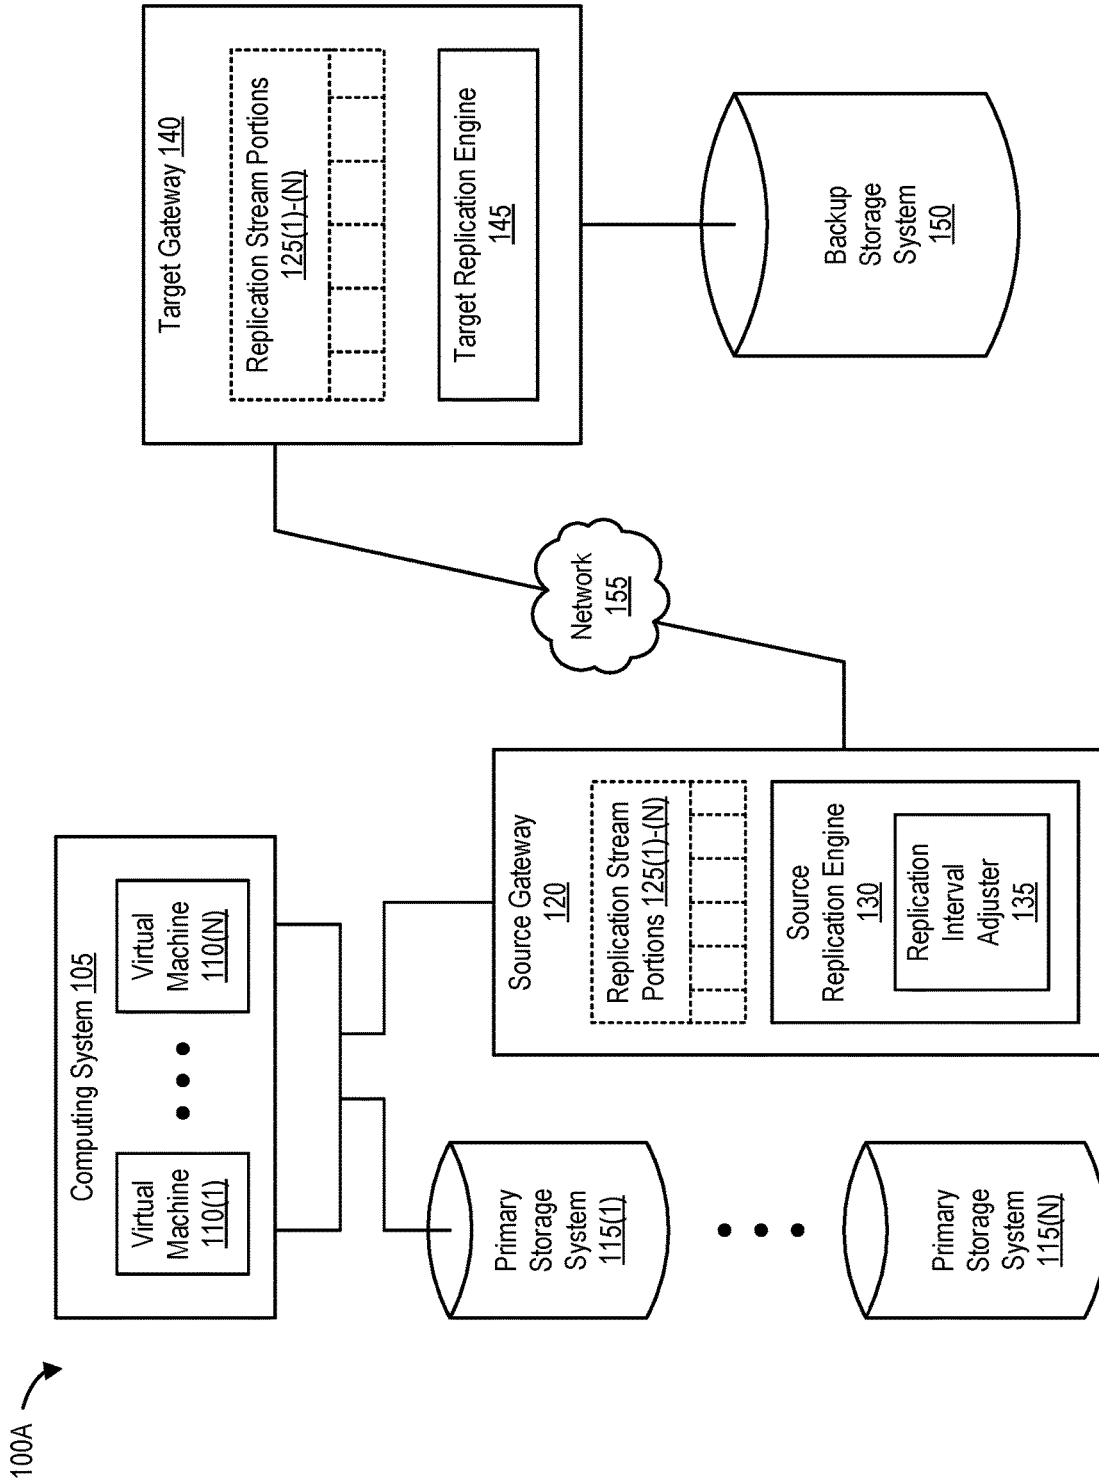 100A
Computing System 105
Virtual
Machine
110(1)
Virtual
Machine
110(N)
Primary
Storage
System
115(1)
Primary
Storage
System
115(N)
Source Gateway
120
Replication Stream
Portions 125(1)-(N)
Source
Replication Engine
130
Replication
Interval
Adjuster
135
Network
155
Target Gateway 140
Replication Stream Portions
125(1)-(N)
Target Replication Engine
145
Backup
Storage
System
150